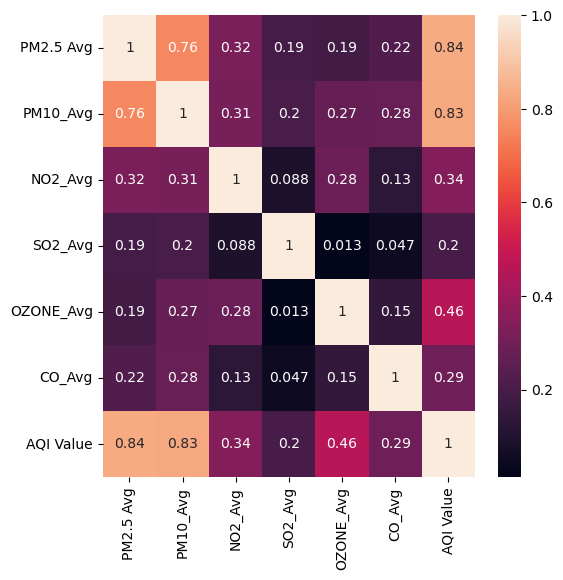 PM2.5 Avg 1 0.76 0.32 0.19 0.19 0.22 0.84
PM10_Avg 0.76 1 0.31 0.2 0.27 0.28 0.83
NO2_Avg 0.32 0.31 1 0.088 0.28 0.13 0.34
SO2_Avg 0.19 0.2 0.088 1 0.013 0.047 0.2
OZONE_Avg 0.19 0.27 0.28 0.013 1 0.15 0.46
CO_Avg 0.22 0.28 0.13 0.047 0.15 1 0.29
AQI Value 0.84 0.83 0.34 0.2 0.46 0.29 1
PM2.5 Avg
PM10_Avg
NO2_Avg
SO2_Avg
OZONE_Avg
CO_Avg
AQI Value
1.0
0.8
0.6
0.4
0.2